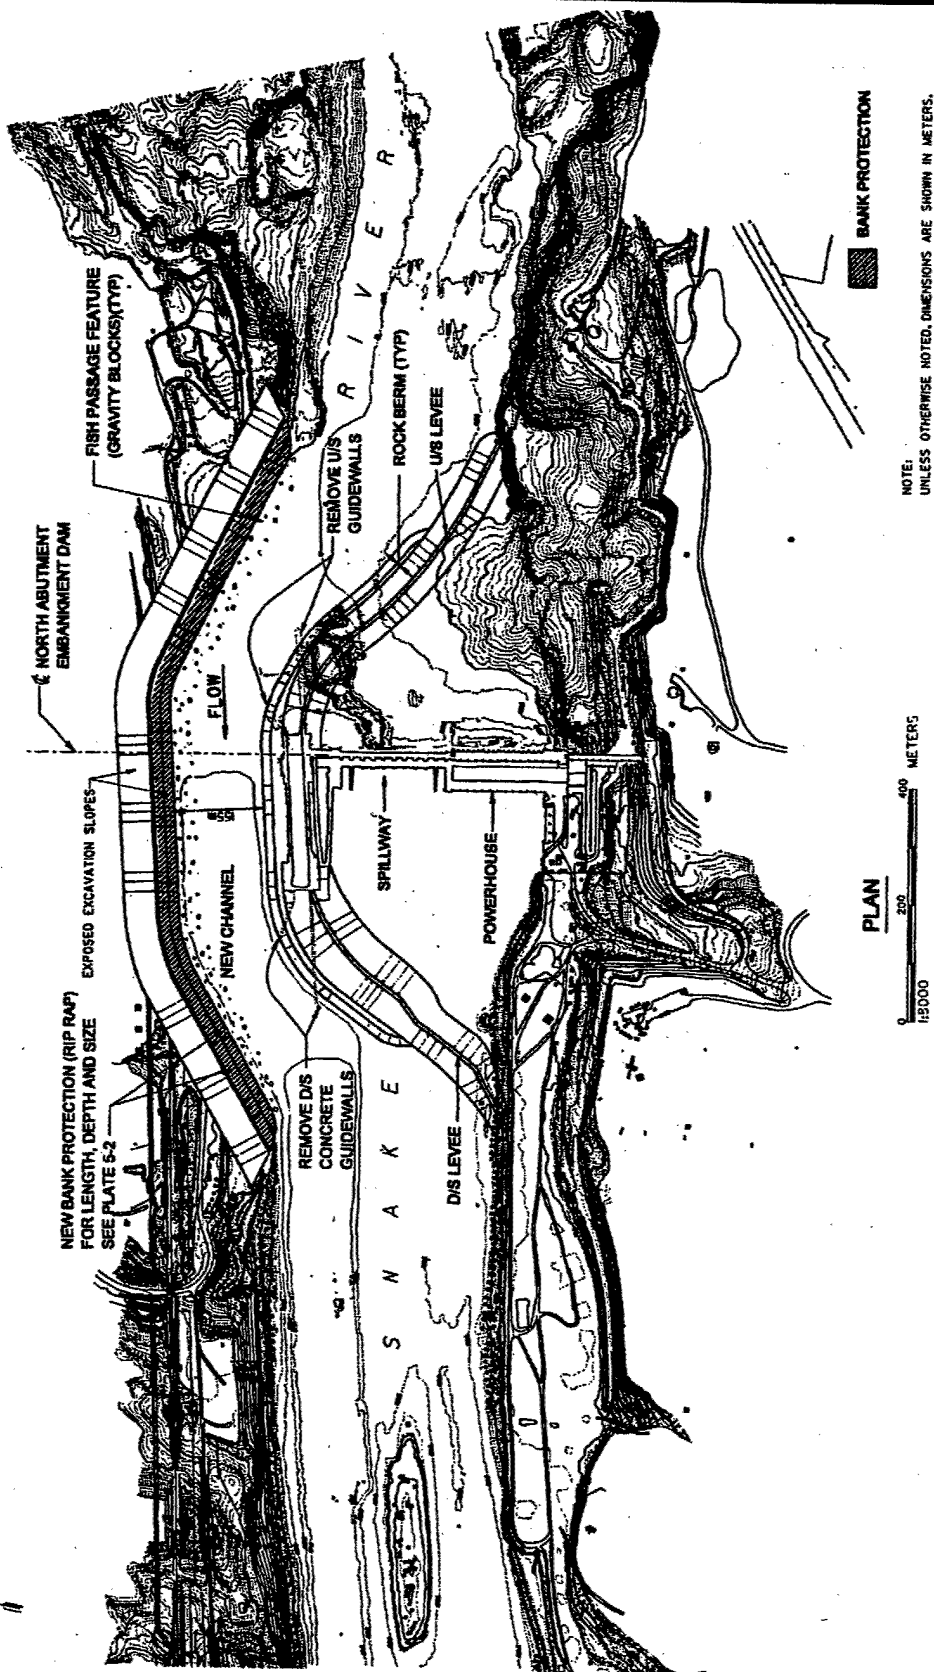 ℄ NORTH ABUTMENT
EMBANKMENT DAM
NEW BANK PROTECTION (RIP RAP)
FOR LENGTH, DEPTH AND SIZE
SEE PLATE 5-2
EXPOSED EXCAVATION SLOPES
FISH PASSAGE FEATURE
(GRAVITY BLOCKS)(TYP)
NEW CHANNEL
FLOW
REMOVE D/S
CONCRETE
GUIDEWALLS
REMOVE U/S
GUIDEWALLS
SNAKE RIVER
SPILLWAY
ROCK BERM (TYP)
U/S LEVEE
D/S LEVEE
POWERHOUSE
BANK PROTECTION
PLAN
0 200 400 METERS
NOTE:
UNLESS OTHERWISE NOTED, DIMENSIONS ARE SHOWN IN METERS.